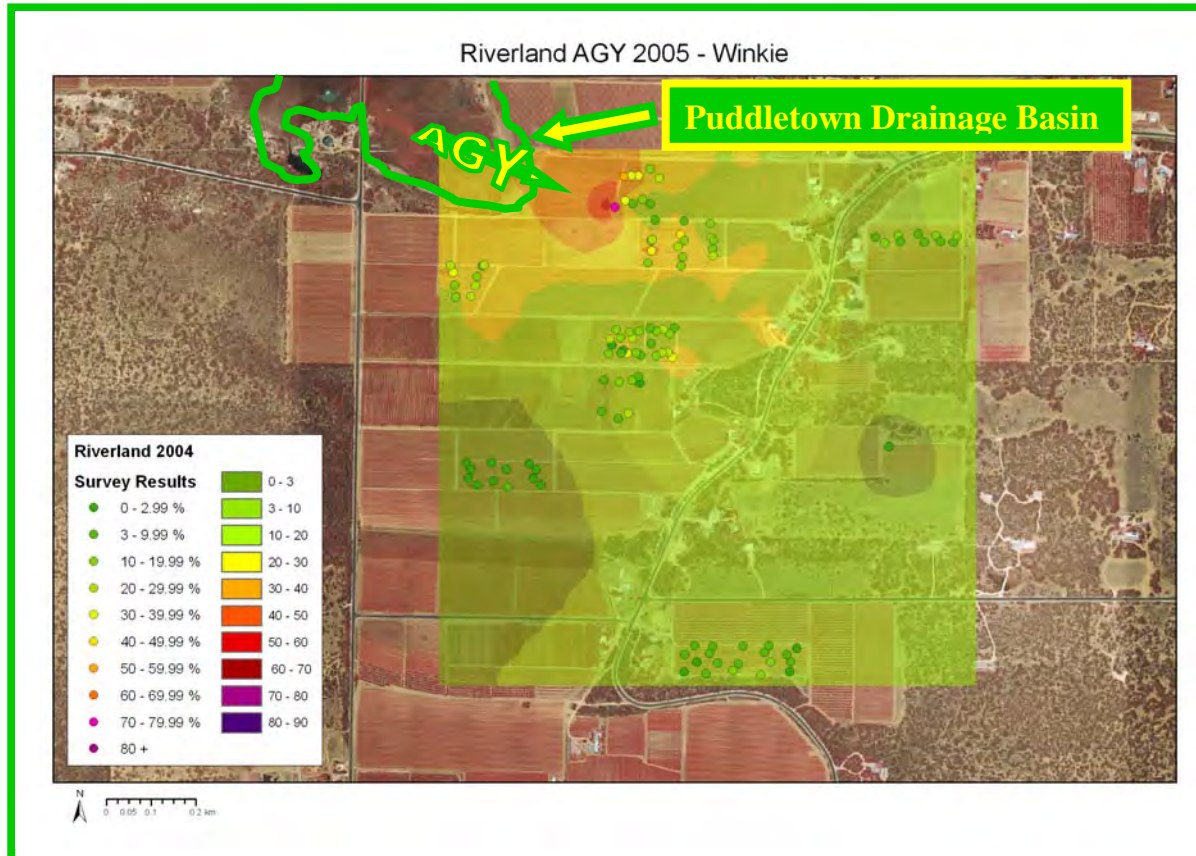 Riverland AGY 2005 - Winkie
Puddletown Drainage Basin
AGY
Riverland 2004
Survey Results
0 - 2.99 %
3 - 9.99 %
10 - 19.99 %
20 - 29.99 %
30 - 39.99 %
40 - 49.99 %
50 - 59.99 %
60 - 69.99 %
70 - 79.99 %
80 +
0 - 3
3 - 10
10 - 20
20 - 30
30 - 40
40 - 50
50 - 60
60 - 70
70 - 80
80 - 90
N
0 0.05 0.1 0.2 km